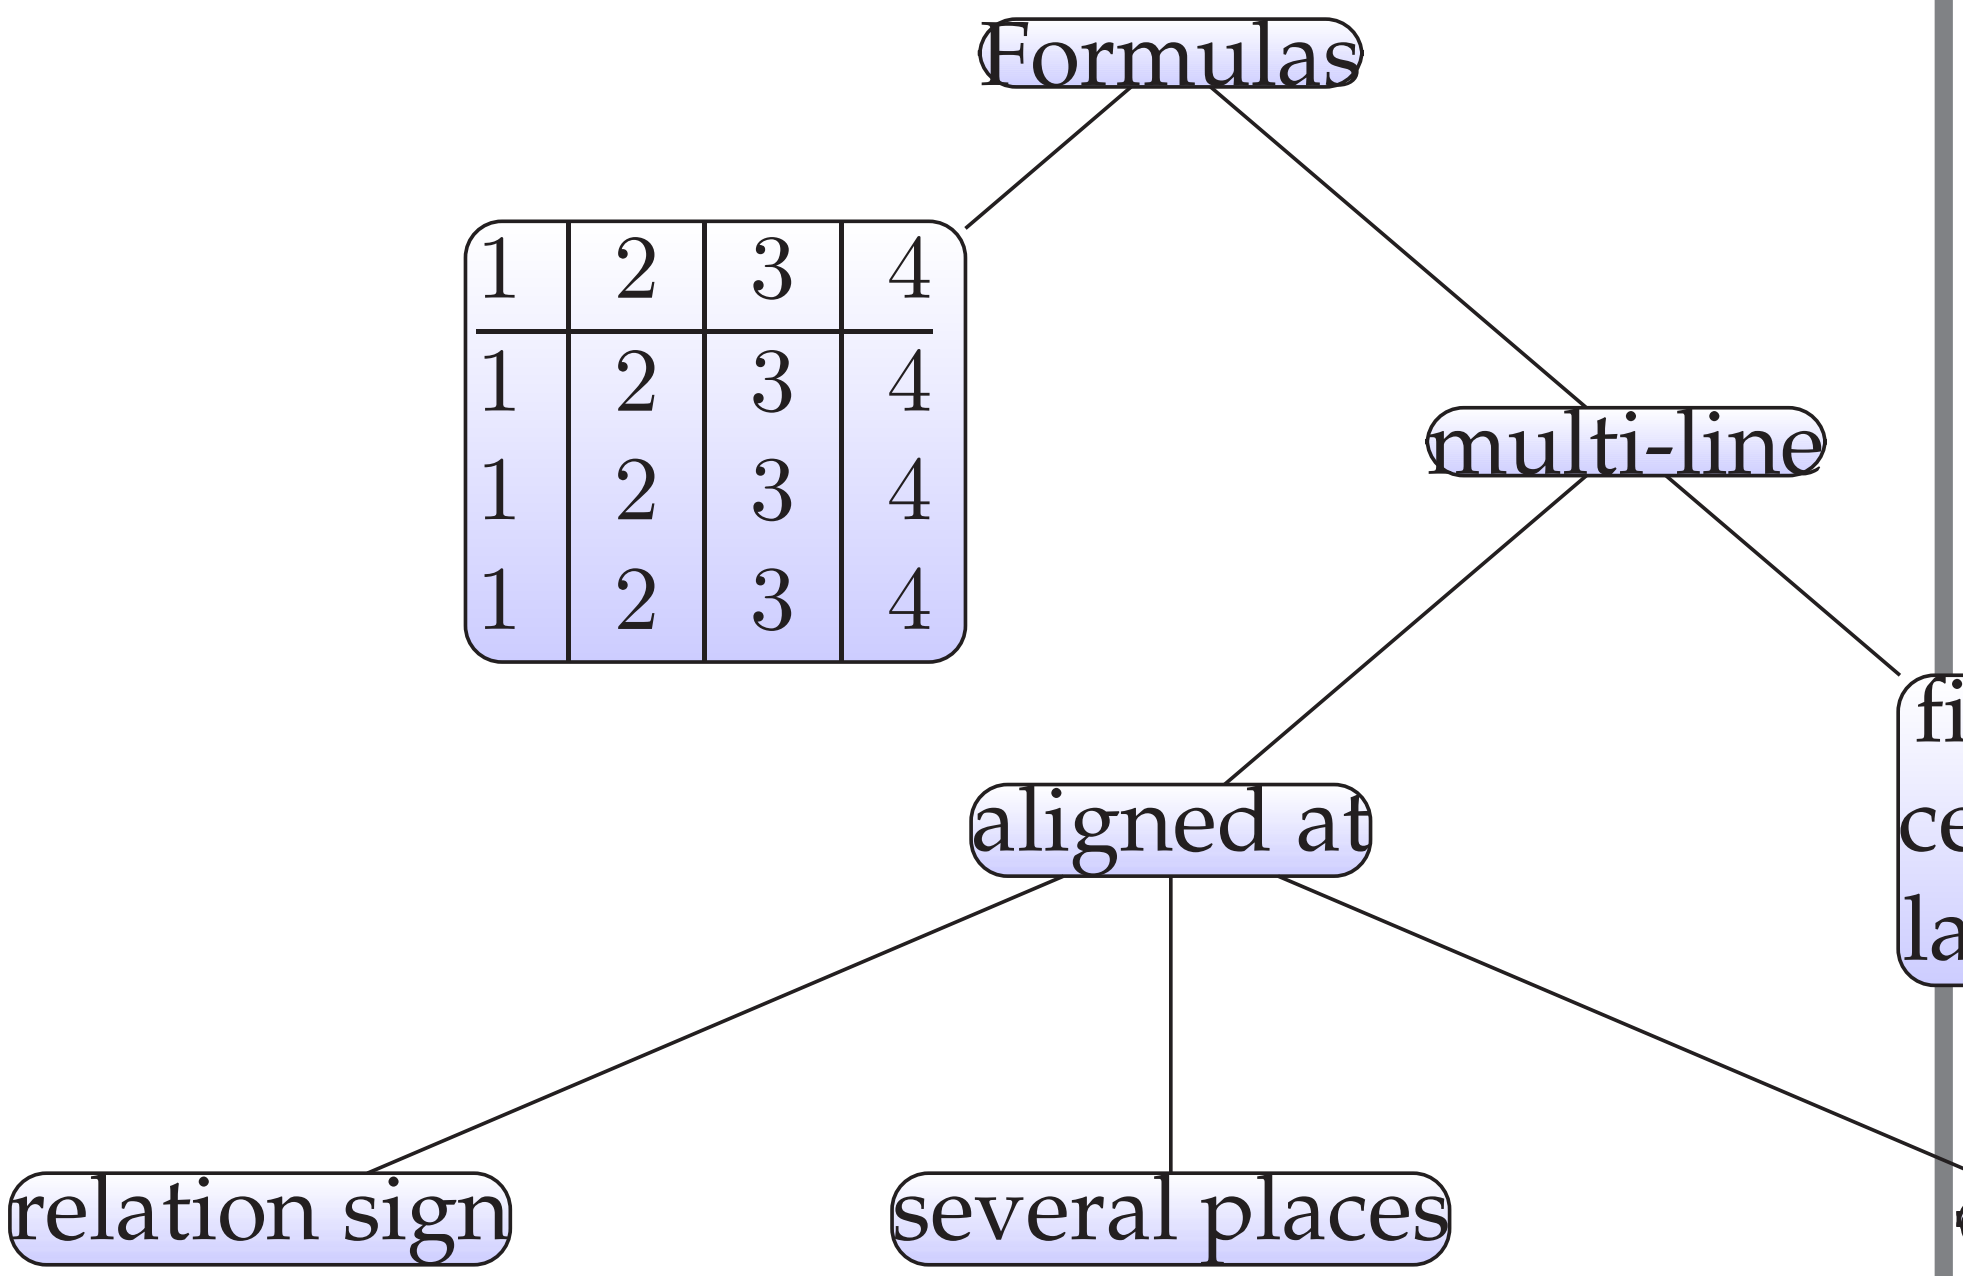 Formulas
1 2 3 4
1 2 3 4
1 2 3 4
1 2 3 4
multi-line
aligned at
relation sign
several places